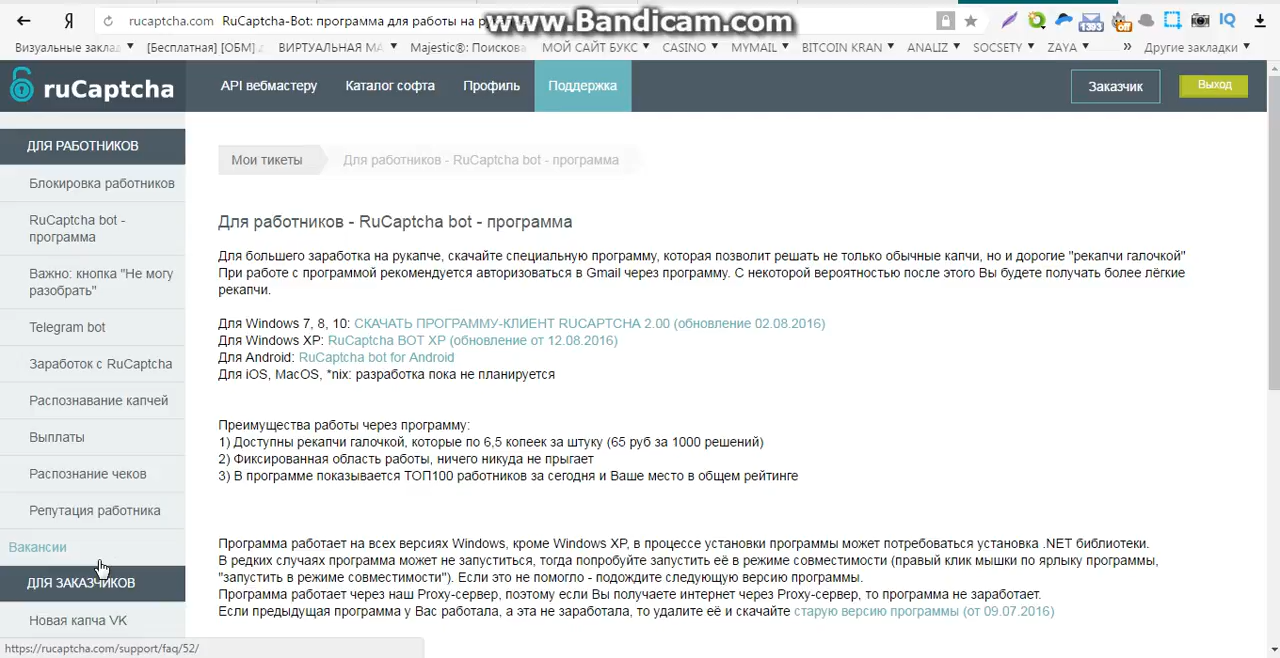 rucaptcha.com RuCaptcha-Bot: программа для работы на р
www.Bandicam.com
Визуальные заклад
[Бесплатная] [ОБМ]
ВИРТУАЛЬНАЯ МА
Majestic®: Поискова
МОЙ САЙТ БУКС
CASINO
MYMAIL
BITCOIN KRAN
ANALIZ
SOCSETY
ZAYA
» Другие закладки
ruCaptcha
API вебмастеру
Каталог софта
Профиль
Поддержка
Заказчик
Выход
ДЛЯ РАБОТНИКОВ
Блокировка работников
RuCaptcha bot -
программа
Важно: кнопка "Не могу
разобрать"
Telegram bot
Заработок с RuCaptcha
Распознавание капчей
Выплаты
Распознание чеков
Репутация работника
Вакансии
ДЛЯ ЗАКАЗЧИКОВ
Новая капча VK
Мои тикеты
Для работников - RuCaptcha bot - программа
Для работников - RuCaptcha bot - программа
Для большего заработка на рукапче, скачайте специальную программу, которая позволит решать не только обычные капчи, но и дорогие "рекапчи галочкой"
При работе с программой рекомендуется авторизоваться в Gmail через программу. С некоторой вероятностью после этого Вы будете получать более лёгкие
рекапчи.
Для Windows 7, 8, 10: СКАЧАТЬ ПРОГРАММУ-КЛИЕНТ RUCAPTCHA 2.00 (обновление 02.08.2016)
Для Windows XP: RuCaptcha BOT XP (обновление от 12.08.2016)
Для Android: RuCaptcha bot for Android
Для iOS, MacOS, *nix: разработка пока не планируется
Преимущества работы через программу:
1) Доступны рекапчи галочкой, которые по 6,5 копеек за штуку (65 руб за 1000 решений)
2) Фиксированная область работы, ничего никуда не прыгает
3) В программе показывается ТОП100 работников за сегодня и Ваше место в общем рейтинге
Программа работает на всех версиях Windows, кроме Windows XP, в процессе установки программы может потребоваться установка .NET библиотеки.
В редких случаях программа может не запуститься, тогда попробуйте запустить её в режиме совместимости (правый клик мышки по ярлыку программы,
"запустить в режиме совместимости"). Если это не помогло - подождите следующую версию программы.
Программа работает через наш Proxy-сервер, поэтому если Вы получаете интернет через Proxy-сервер, то программа не заработает.
Если предыдущая программа у Вас работала, а эта не заработала, то удалите её и скачайте старую версию программы (от 09.07.2016)
https://rucaptcha.com/support/faq/52/